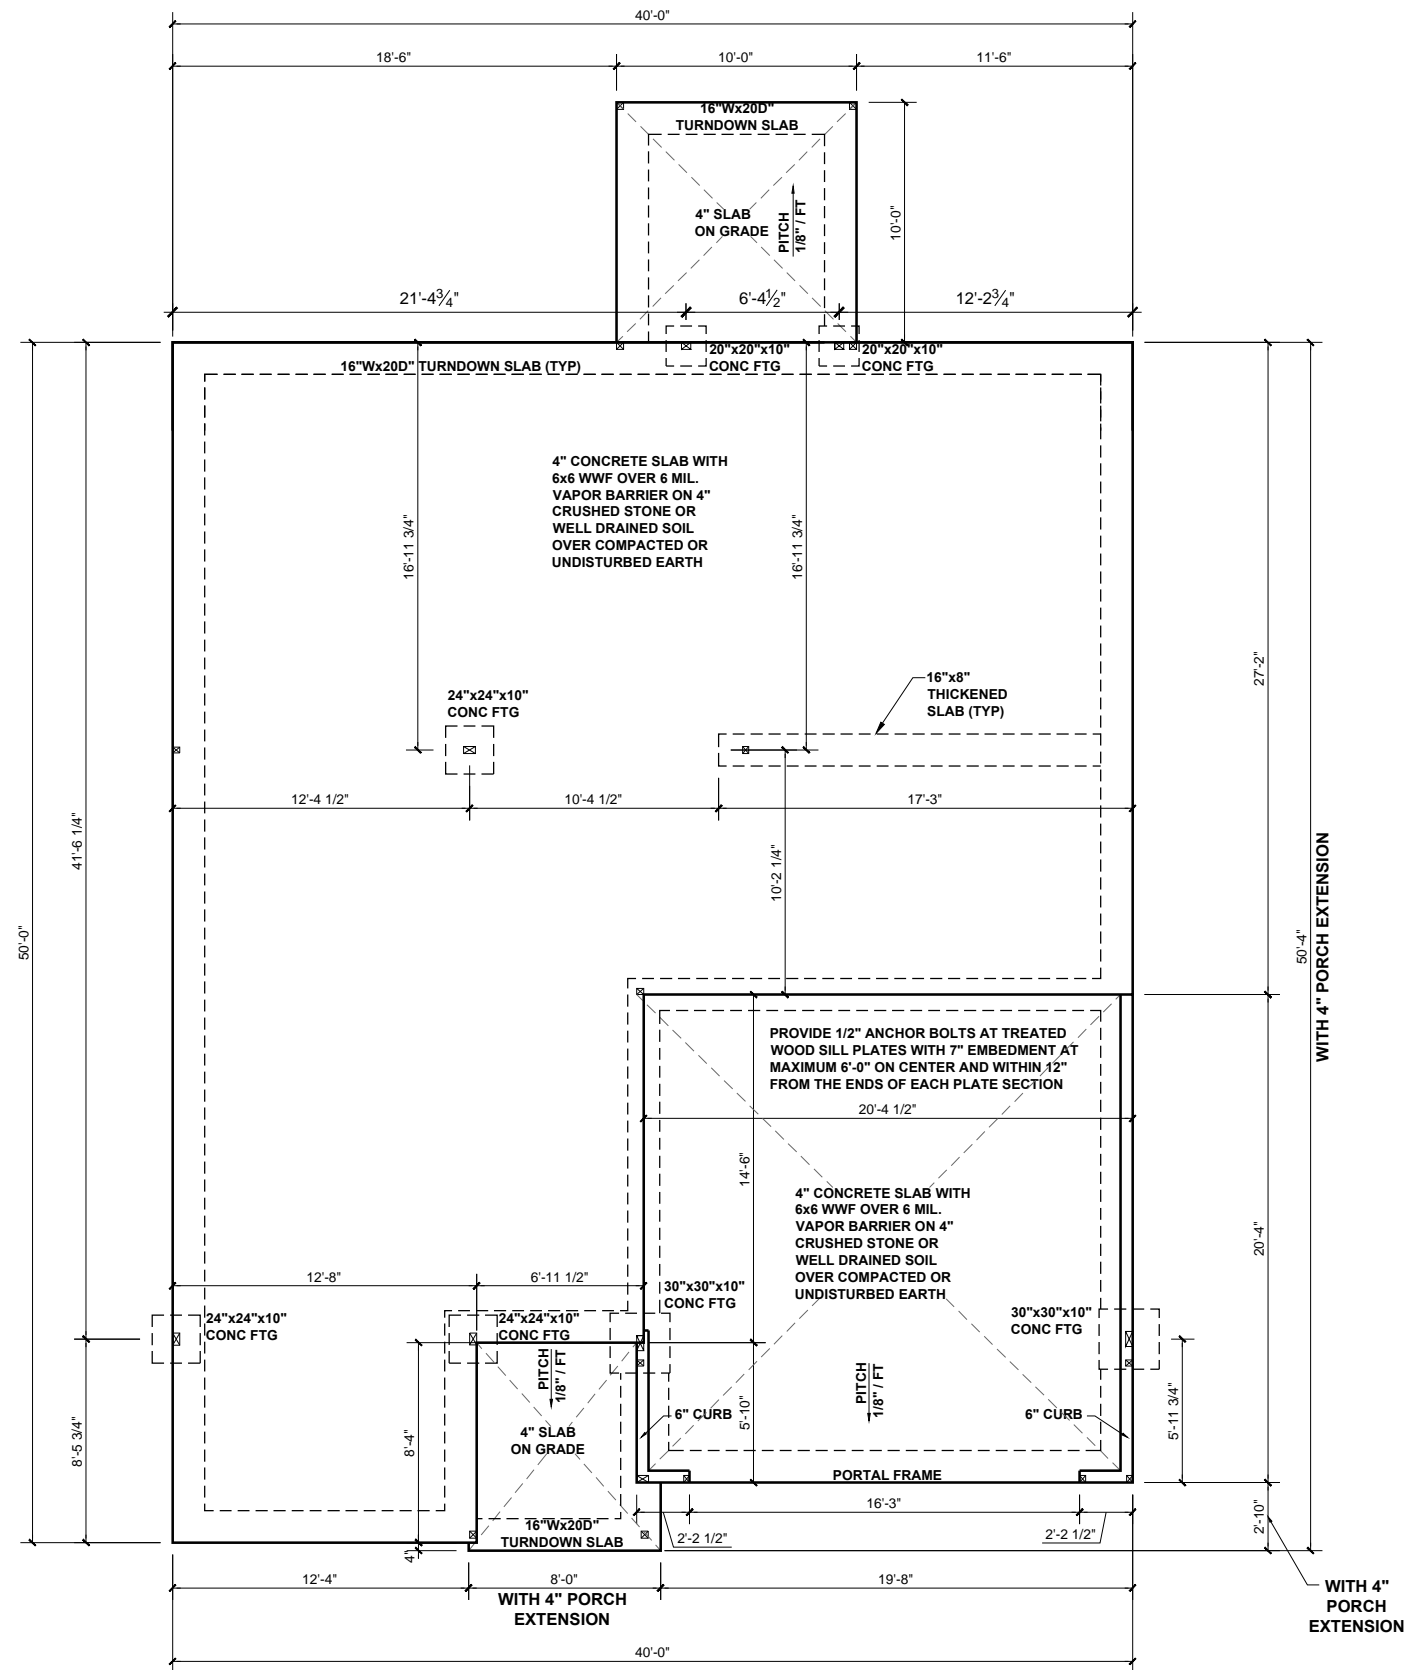 40'-0"
18'-6"
10'-0"
11'-6"
16"Wx20D"
TURNDOWN SLAB
4" SLAB
ON GRADE
PITCH
1/8" / FT
10'-0"
21'-4¾"
6'-4½"
12'-2¾"
20"x20"x10"
CONC FTG
20"x20"x10"
CONC FTG
16"Wx20D" TURNDOWN SLAB (TYP)
4" CONCRETE SLAB WITH
6x6 WWF OVER 6 MIL.
VAPOR BARRIER ON 4"
CRUSHED STONE OR
WELL DRAINED SOIL
OVER COMPACTED OR
UNDISTURBED EARTH
16'-11 3/4"
16'-11 3/4"
27'-2"
24"x24"x10"
CONC FTG
16"x8"
THICKENED
SLAB (TYP)
12'-4 1/2"
10'-4 1/2"
17'-3"
41'-6 1/4"
10'-2 1/4"
50'-0"
50'-4"
WITH 4" PORCH EXTENSION
PROVIDE 1/2" ANCHOR BOLTS AT TREATED
WOOD SILL PLATES WITH 7" EMBEDMENT AT
MAXIMUM 6'-0" ON CENTER AND WITHIN 12"
FROM THE ENDS OF EACH PLATE SECTION
20'-4 1/2"
14'-6"
4" CONCRETE SLAB WITH
6x6 WWF OVER 6 MIL.
VAPOR BARRIER ON 4"
CRUSHED STONE OR
WELL DRAINED SOIL
OVER COMPACTED OR
UNDISTURBED EARTH
20'-4"
12'-8"
6'-11 1/2"
30"x30"x10"
CONC FTG
24"x24"x10"
CONC FTG
24"x24"x10"
CONC FTG
30"x30"x10"
CONC FTG
PITCH
1/8" / FT
PITCH
1/8" / FT
6" CURB
6" CURB
5'-10"
5'-11 3/4"
8'-5 3/4"
8'-4"
4" SLAB
ON GRADE
PORTAL FRAME
16'-3"
2'-10"
16"Wx20D"
TURNDOWN SLAB
2'-2 1/2"
2'-2 1/2"
4"
12'-4"
8'-0"
19'-8"
WITH 4" PORCH
EXTENSION
WITH 4"
PORCH
EXTENSION
40'-0"